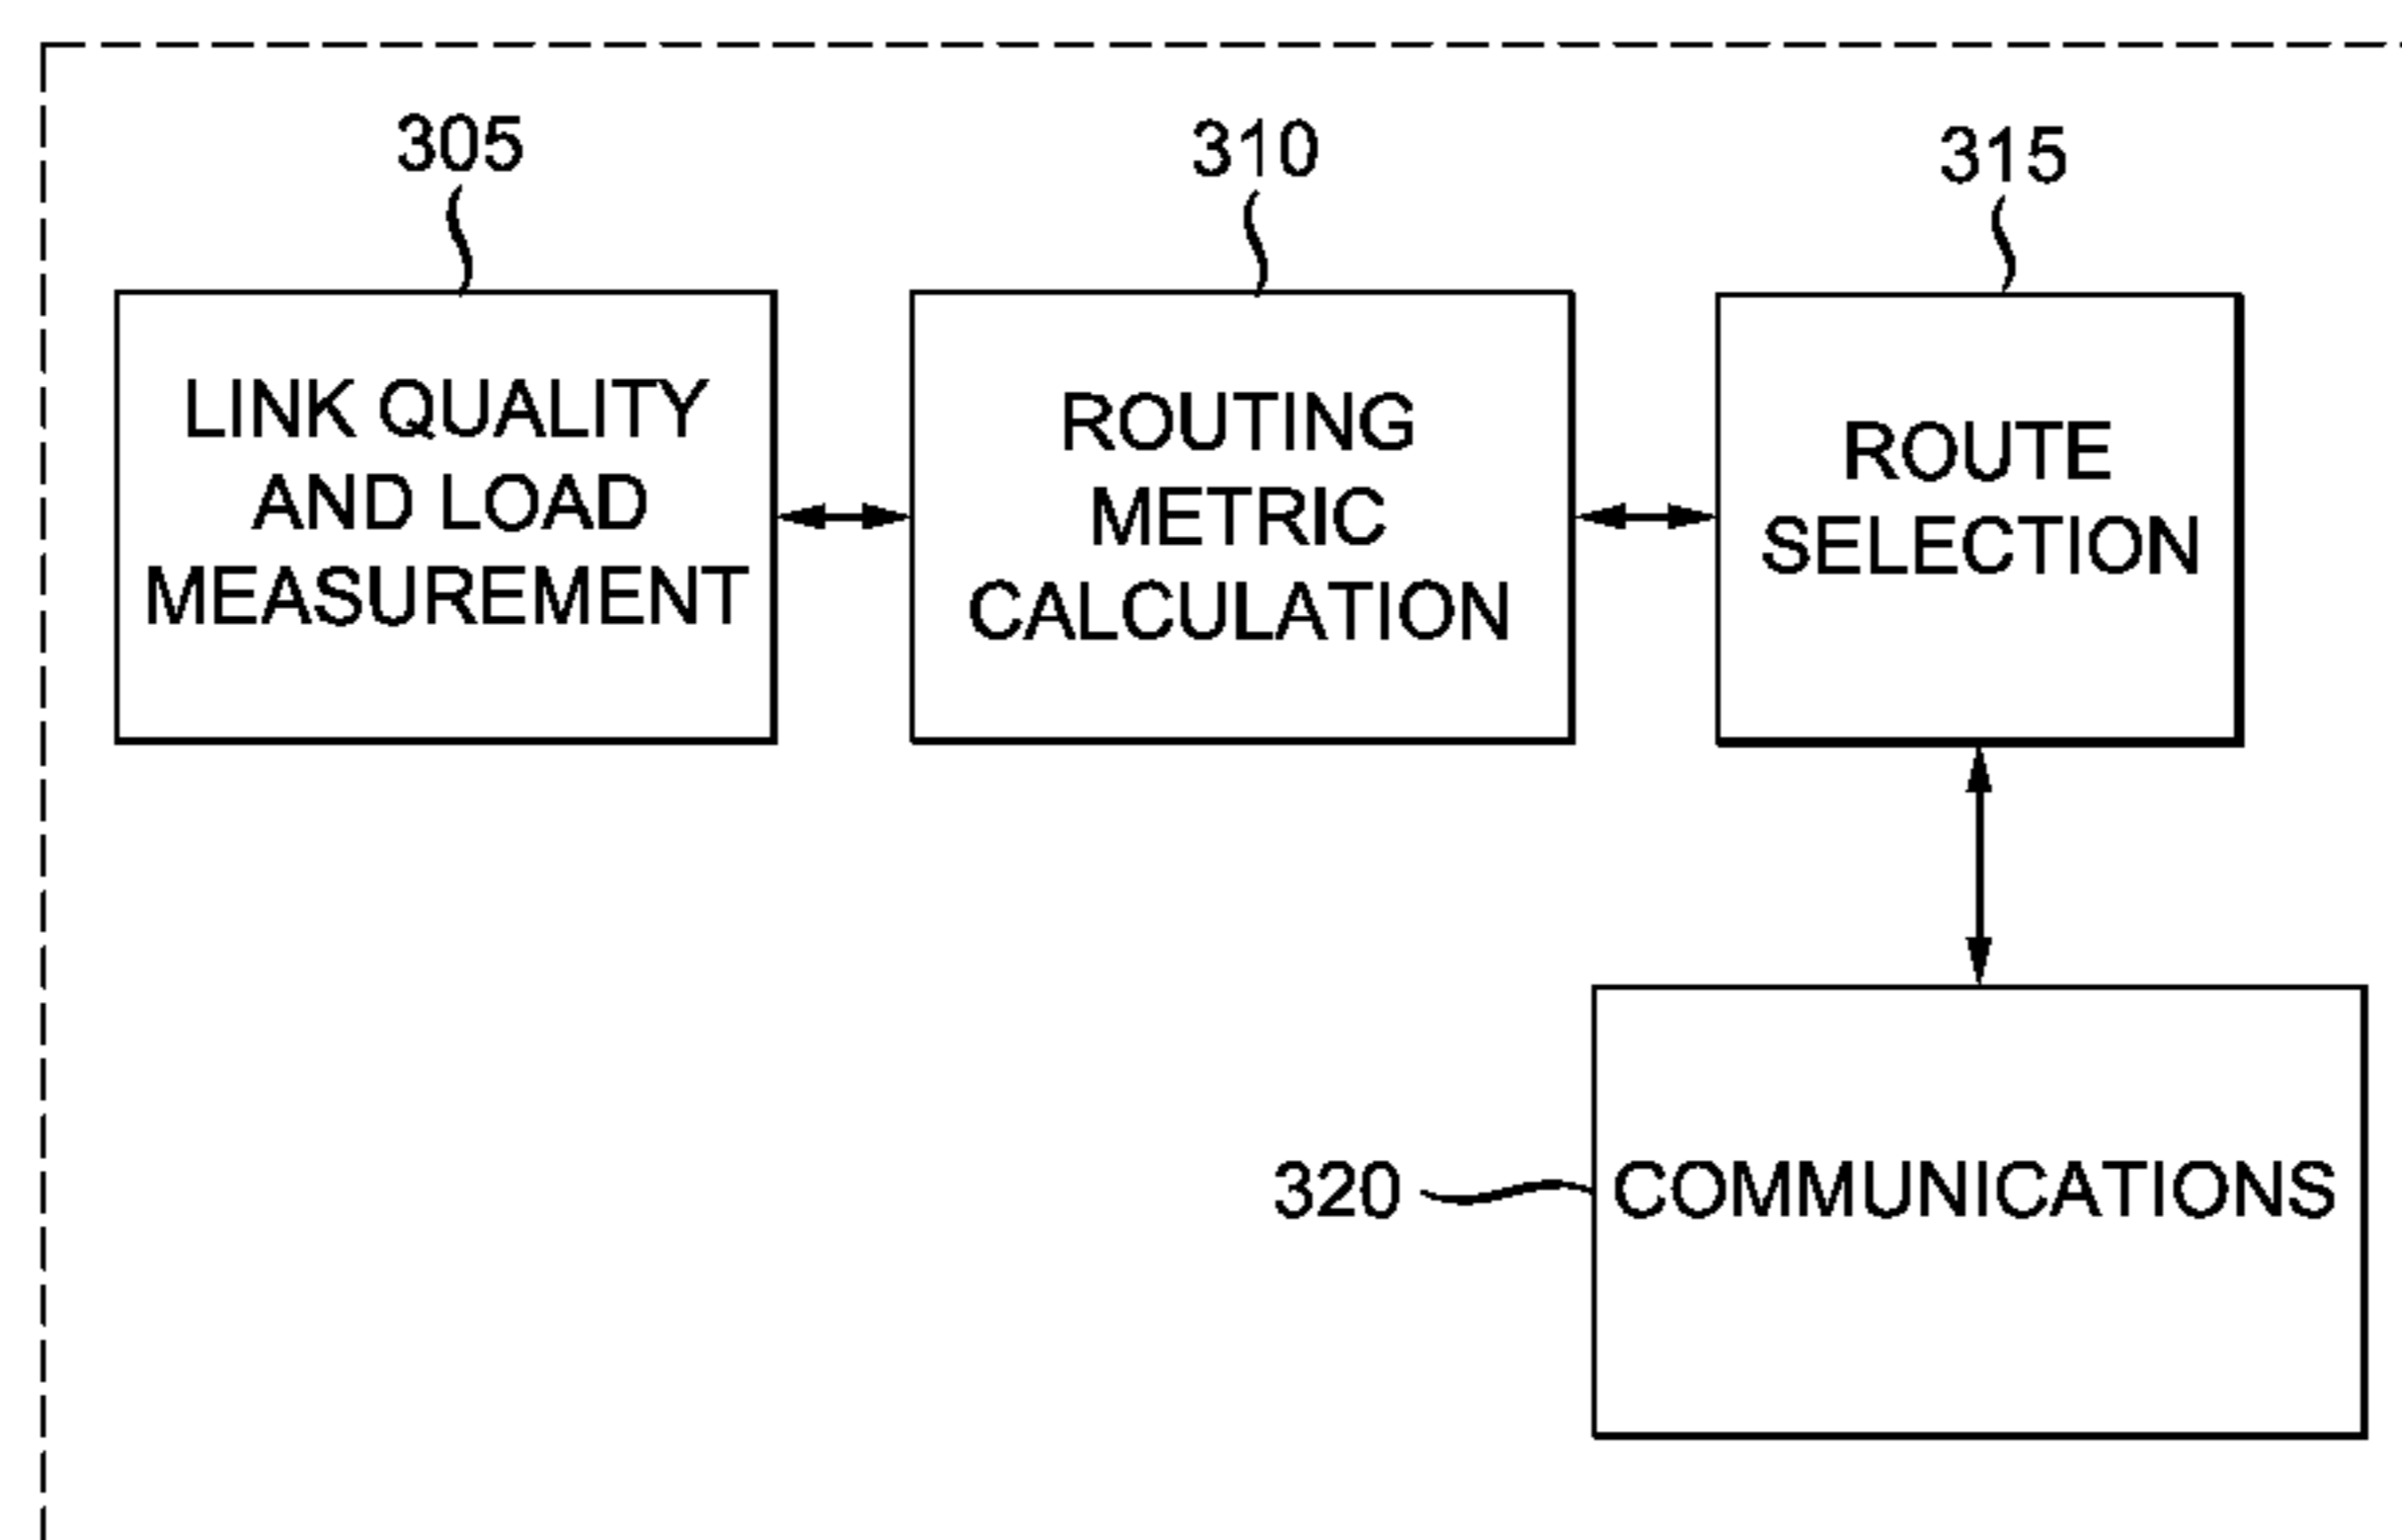 305
310
315
LINK QUALITY
AND LOAD
MEASUREMENT
ROUTING
METRIC
CALCULATION
ROUTE
SELECTION
320
COMMUNICATIONS